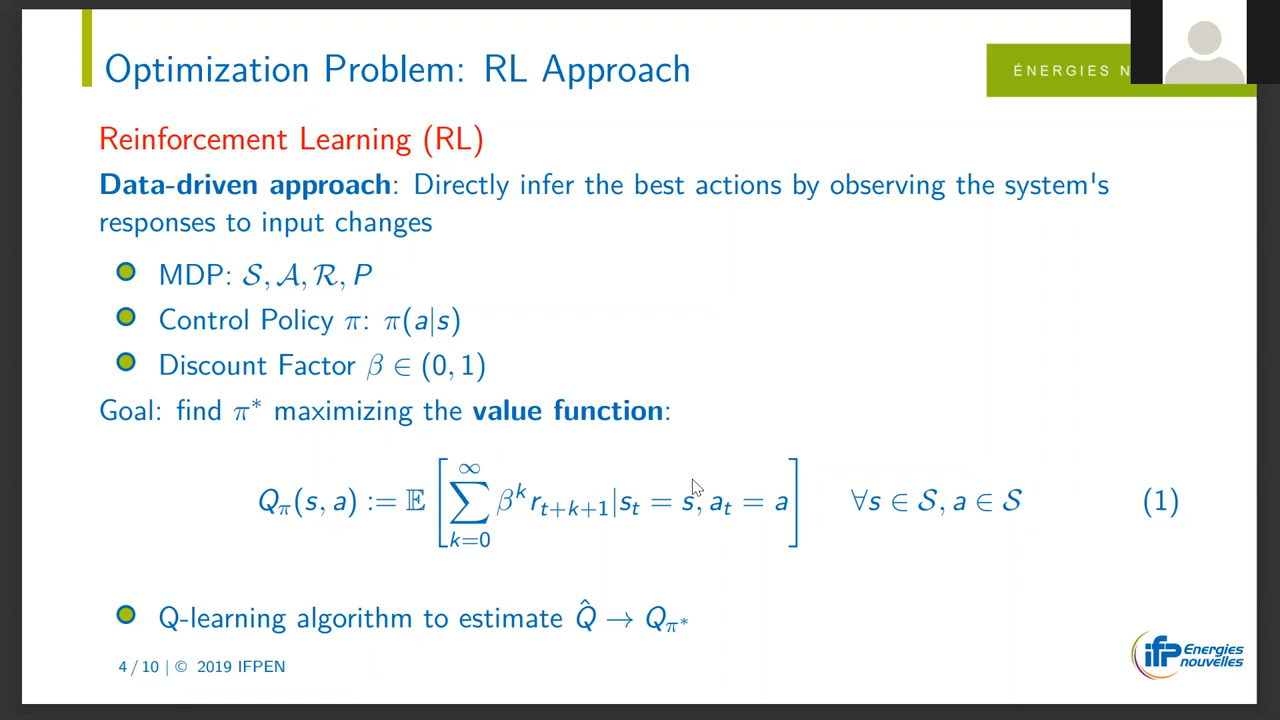 Optimization Problem: RL Approach
ÉNERGIES N
Reinforcement Learning (RL)
Data-driven approach: Directly infer the best actions by observing the system's
responses to input changes
MDP: 𝒮, 𝒜, ℛ, P
Control Policy π: π(a|s)
Discount Factor β ∈ (0, 1)
Goal: find π* maximizing the value function:
Q_π(s, a) := 𝔼 [ ∑_{k=0}^{∞} β^k r_{t+k+1} | s_t = s, a_t = a ] ∀s ∈ 𝒮, a ∈ 𝒮 (1)
Q-learning algorithm to estimate Q̂ → Q_{π*}
4 / 10 | © 2019 IFPEN
ifp Energies
nouvelles